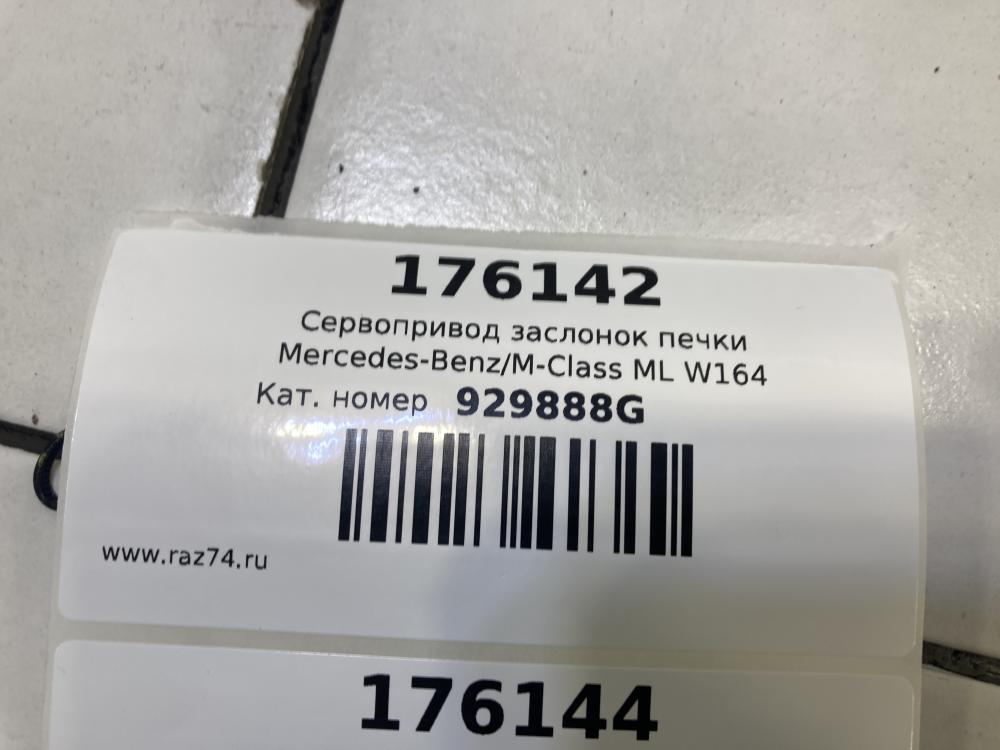 176142
Сервопривод заслонок печки
Mercedes-Benz/M-Class ML W164
Кат. номер 929888G
www.raz74.ru
176144